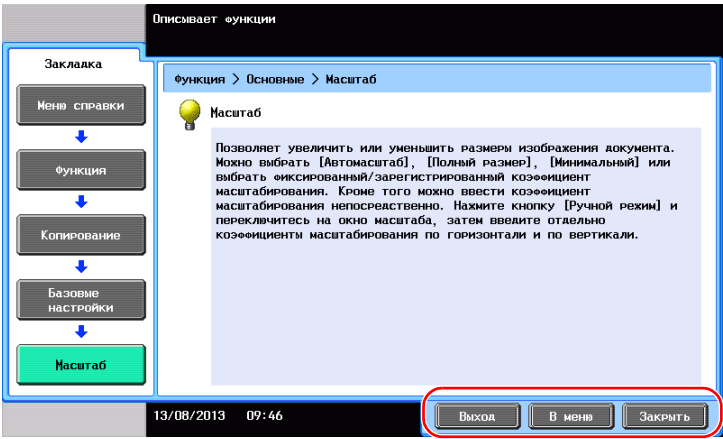 Описывает функции
Закладка
Меню справки
Функция
Копирование
Базовые
настройки
Масштаб
Функция > Основные > Масштаб
Масштаб
Позволяет увеличить или уменьшить размеры изображения документа.
Можно выбрать [Автомасштаб], [Полный размер], [Минимальный] или
выбрать фиксированный/зарегистрированный коэффициент
масштабирования. Кроме того можно ввести коэффициент
масштабирования непосредственно. Нажмите кнопку [Ручной режим] и
переключитесь на окно масштаба, затем введите отдельно
коэффициенты масштабирования по горизонтали и по вертикали.
13/08/2013 09:46
Выход
В меню
Закрыть